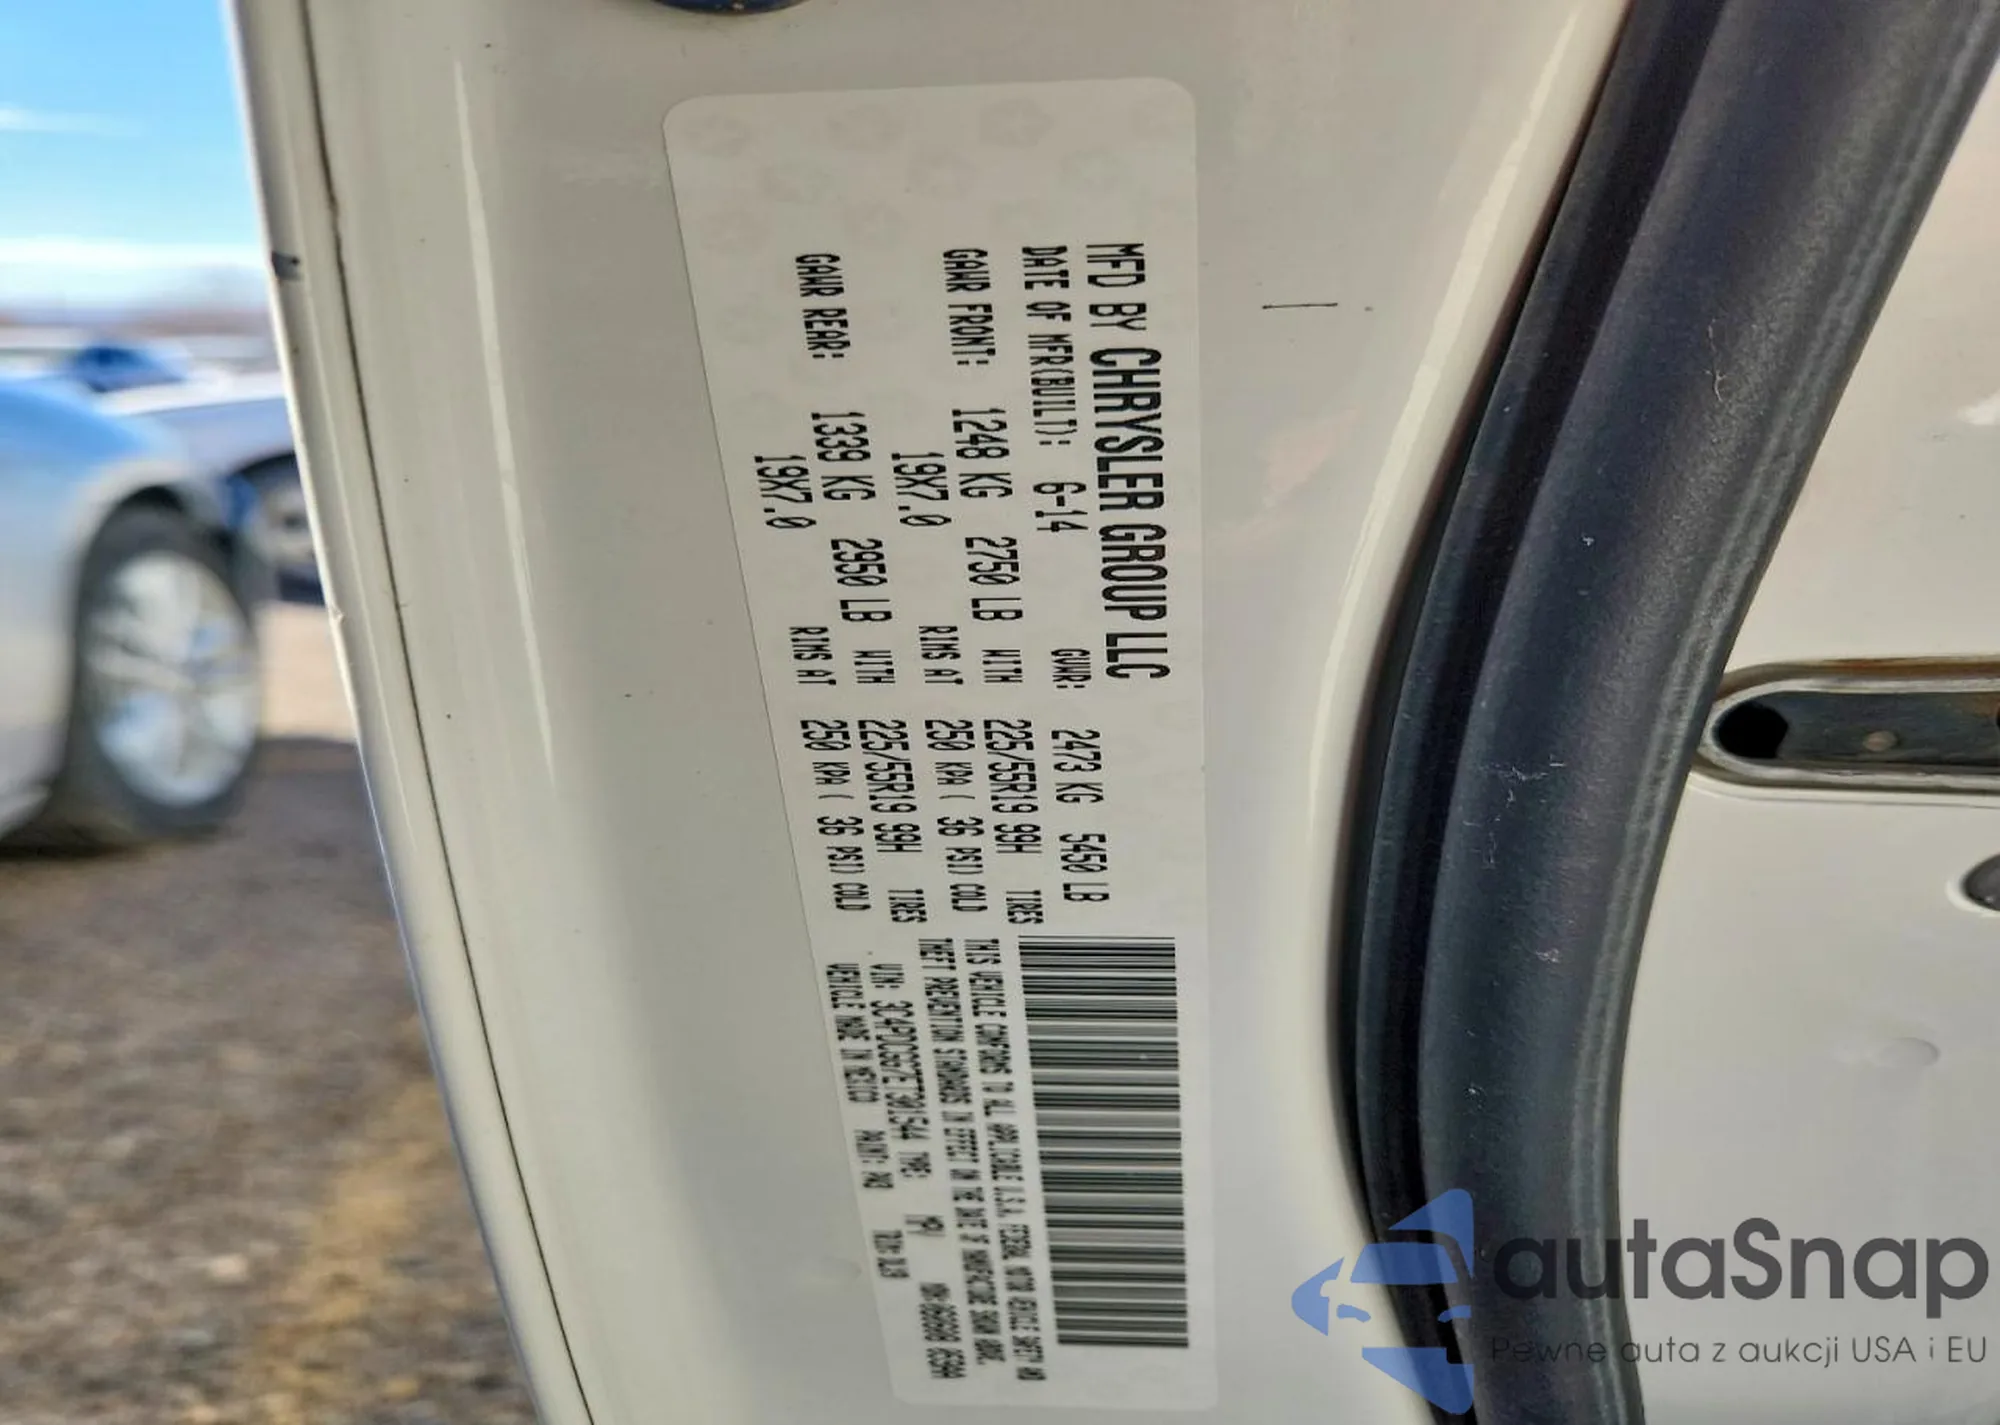 MFD BY CHRYSLER GROUP LLC
DATE OF MFR(BUILT): 6-14 GVWR: 2473 KG 5450 LB
GAWR FRONT: 1248 KG 2750 LB WITH 225/55R19 99H TIRES
19X7.0 RIMS AT 250 KPA ( 36 PSI) COLD
GAWR REAR: 1339 KG 2950 LB WITH 225/55R19 99H TIRES
19X7.0 RIMS AT 250 KPA ( 36 PSI) COLD
THIS VEHICLE CONFORMS TO ALL APPLICABLE U.S.A. FEDERAL MOTOR VEHICLE SAFETY AND
THEFT PREVENTION STANDARDS IN EFFECT ON THE DATE OF MANUFACTURE SHOWN ABOVE.
VIN: 3C4PDCGG7ET301544 TYPE: MPV
VEHICLE MADE IN MEXICO PAINT:
autaSnap
Pewne auta z aukcji USA i EU